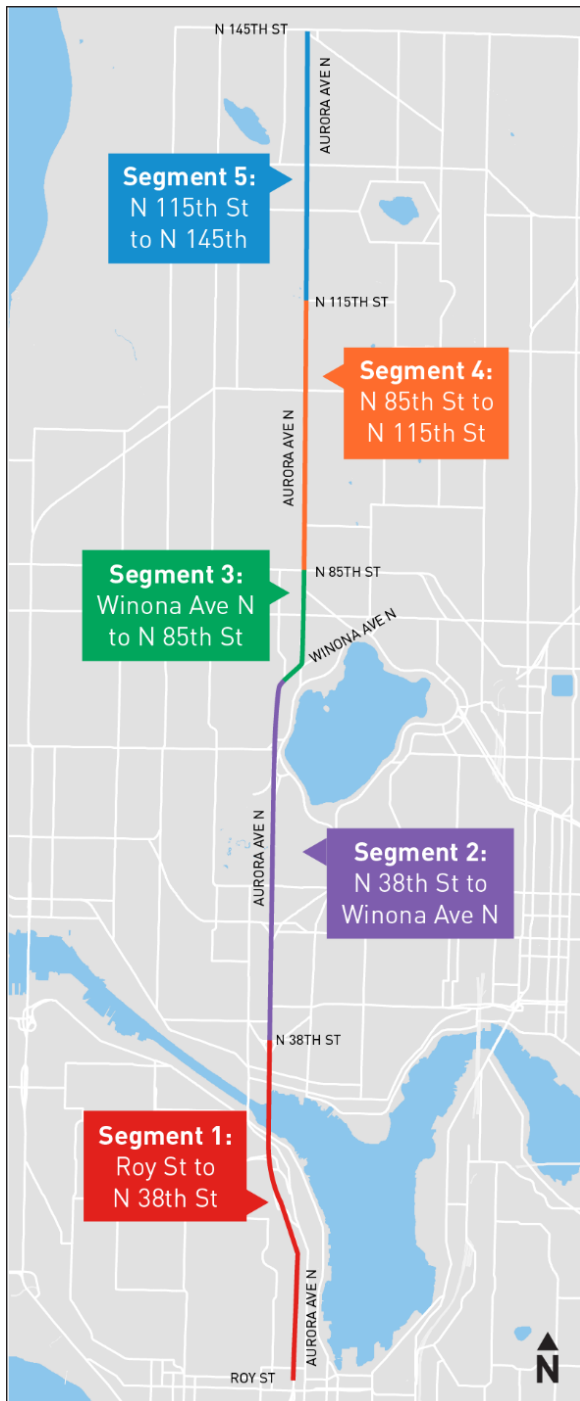 N 145TH ST
AURORA AVE N
Segment 5:
N 115th St
to N 145th
N 115TH ST
Segment 4:
N 85th St to
N 115th St
AURORA AVE N
Segment 3:
Winona Ave N
to N 85th St
N 85TH ST
WINONA AVE N
AURORA AVE N
Segment 2:
N 38th St to
Winona Ave N
N 38TH ST
Segment 1:
Roy St to
N 38th St
AURORA AVE N
ROY ST
N